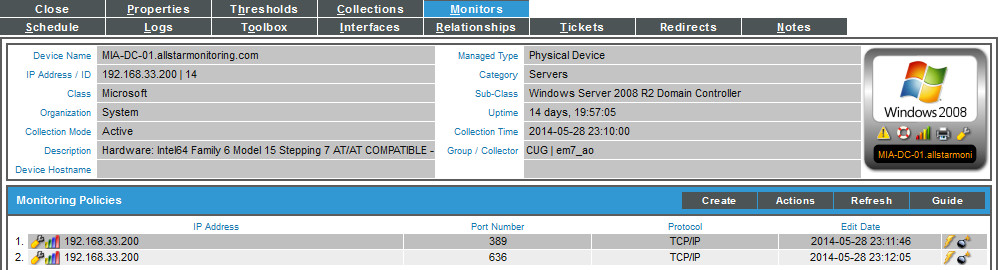 Close Properties Thresholds Collections Monitors
Schedule Logs Toolbox Interfaces Relationships Tickets Redirects Notes
Device Name MIA-DC-01.allstarmonitoring.com Managed Type Physical Device
IP Address / ID 192.168.33.200 | 14 Category Servers
Class Microsoft Sub-Class Windows Server 2008 R2 Domain Controller
Organization System Uptime 14 days, 19:57:05
Collection Mode Active Collection Time 2014-05-28 23:10:00
Description Hardware: Intel64 Family 6 Model 15 Stepping 7 AT/AT COMPATIBLE - Group / Collector CUG | em7_ao
Device Hostname
Windows 2008
MIA-DC-01.allstarmoni
Monitoring Policies Create Actions Refresh Guide
IP Address Port Number Protocol Edit Date
1. 192.168.33.200 389 TCP/IP 2014-05-28 23:11:46
2. 192.168.33.200 636 TCP/IP 2014-05-28 23:12:05